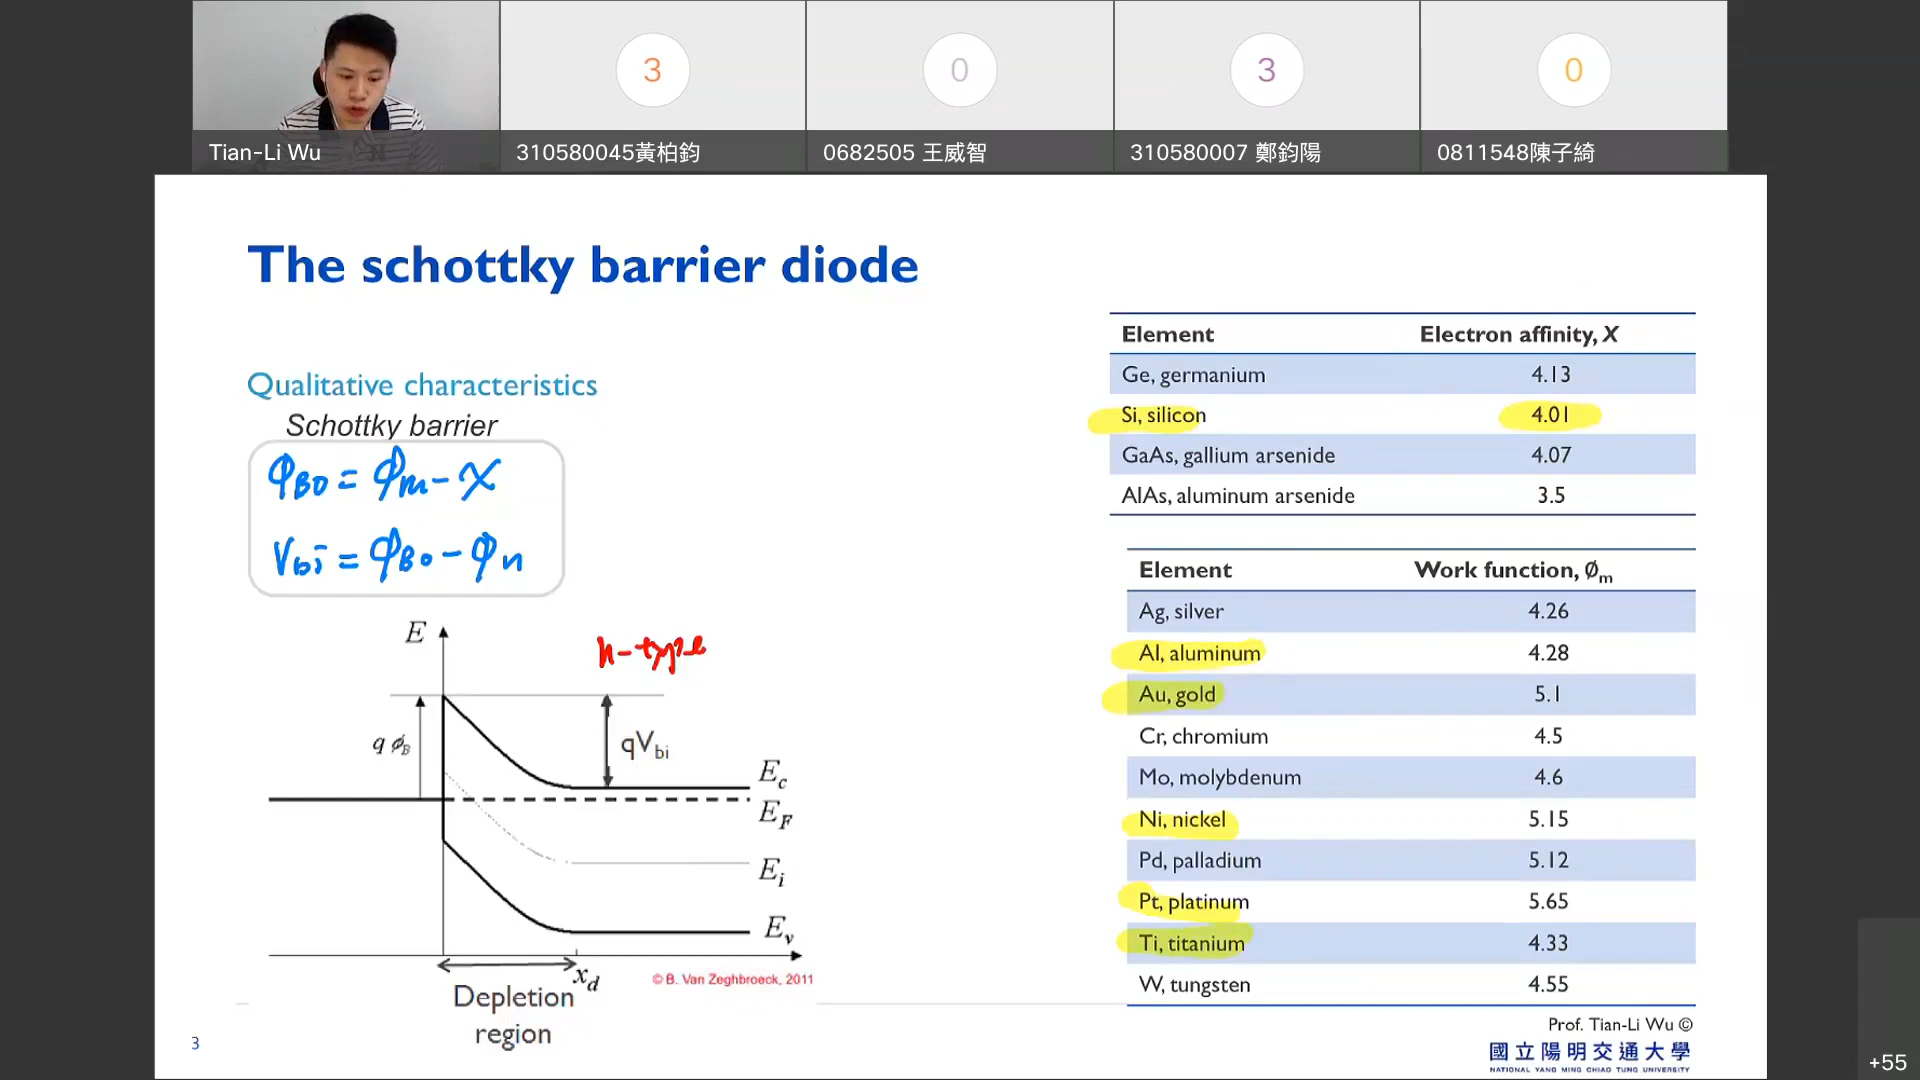 3
0
3
0
Tian-Li Wu
310580045黃柏鈞
0682505 王威智
310580007 鄭鈞陽
0811548陳子綺
The schottky barrier diode
Qualitative characteristics
Schottky barrier
φB0 = φm - χ
Vbi = φB0 - φn
Element Electron affinity, X
Ge, germanium 4.13
Si, silicon 4.01
GaAs, gallium arsenide 4.07
AlAs, aluminum arsenide 3.5
Element Work function, Øm
Ag, silver 4.26
Al, aluminum 4.28
Au, gold 5.1
Cr, chromium 4.5
Mo, molybdenum 4.6
Ni, nickel 5.15
Pd, palladium 5.12
Pt, platinum 5.65
Ti, titanium 4.33
W, tungsten 4.55
E
n-type
q ϕB
qVbi
Ec
EF
Ei
Ev
xd
© B. Van Zeghbroeck, 2011
Depletion
region
3
Prof. Tian-Li Wu ©
國立陽明交通大學
NATIONAL YANG MING CHIAO TUNG UNIVERSITY
+55